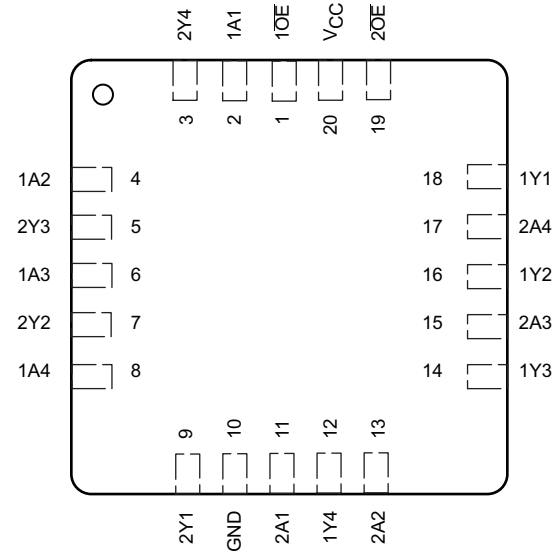 2Y4 1A1 1O̅E̅ VCC 2O̅E̅
3 2 1 20 19
1A2 4 18 1Y1
2Y3 5 17 2A4
1A3 6 16 1Y2
2Y2 7 15 2A3
1A4 8 14 1Y3
9 10 11 12 13
2Y1 GND 2A1 1Y4 2A2